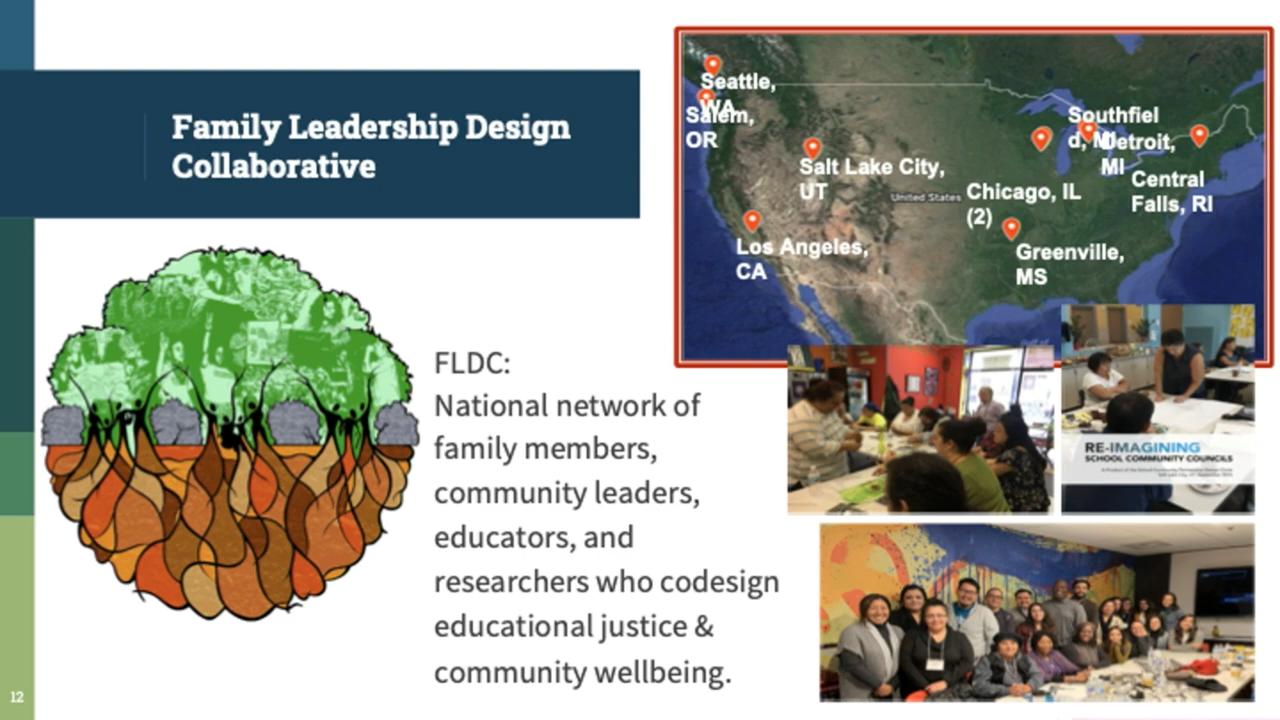 Family Leadership Design
Collaborative
Seattle,
WA
Salem,
OR
Salt Lake City,
UT
Los Angeles,
CA
United States
Chicago, IL
(2)
Southfiel
d, MI
Detroit,
MI
Central
Falls, RI
Greenville,
MS
FLDC:
National network of
family members,
community leaders,
educators, and
researchers who codesign
educational justice &
community wellbeing.
RE-IMAGINING
SCHOOL COMMUNITY COUNCILS
12